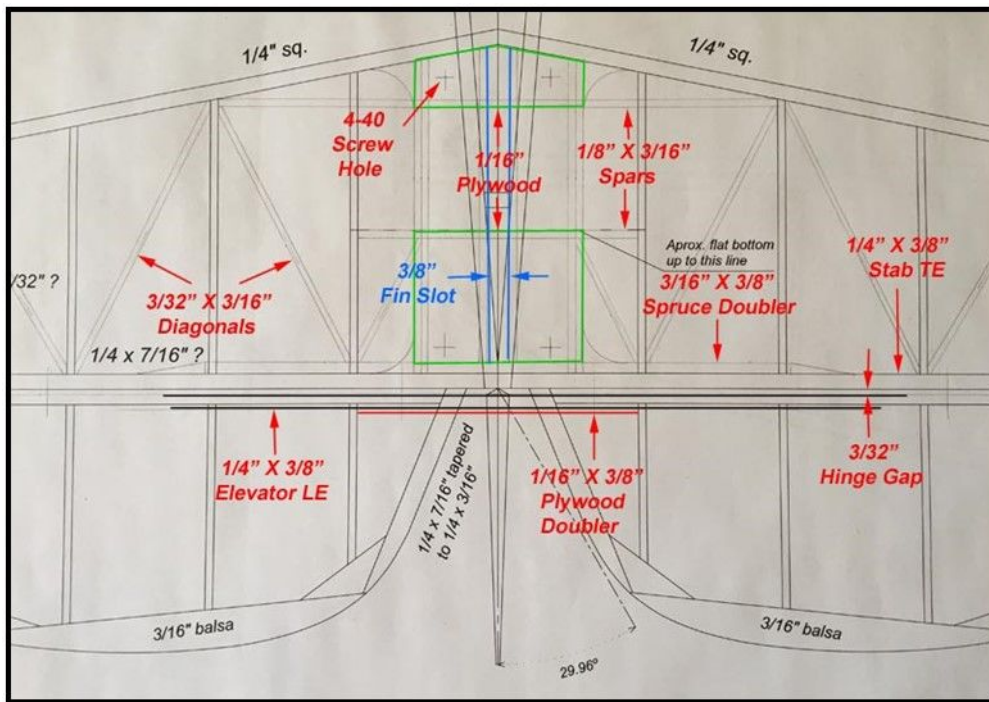 1/4" sq.
1/4" sq.
4-40
Screw
Hole
1/16"
Plywood
1/8" X 3/16"
Spars
Aprox. flat bottom
up to this line
1/4" X 3/8"
Stab TE
/32" ?
3/32" X 3/16"
Diagonals
3/8"
Fin Slot
3/16" X 3/8"
Spruce Doubler
1/4 x 7/16" ?
1/4" X 3/8"
Elevator LE
1/4 x 7/16" tapered
to 1/4 x 3/16"
1/16" X 3/8"
Plywood
Doubler
3/32"
Hinge Gap
3/16" balsa
3/16" balsa
29.96º